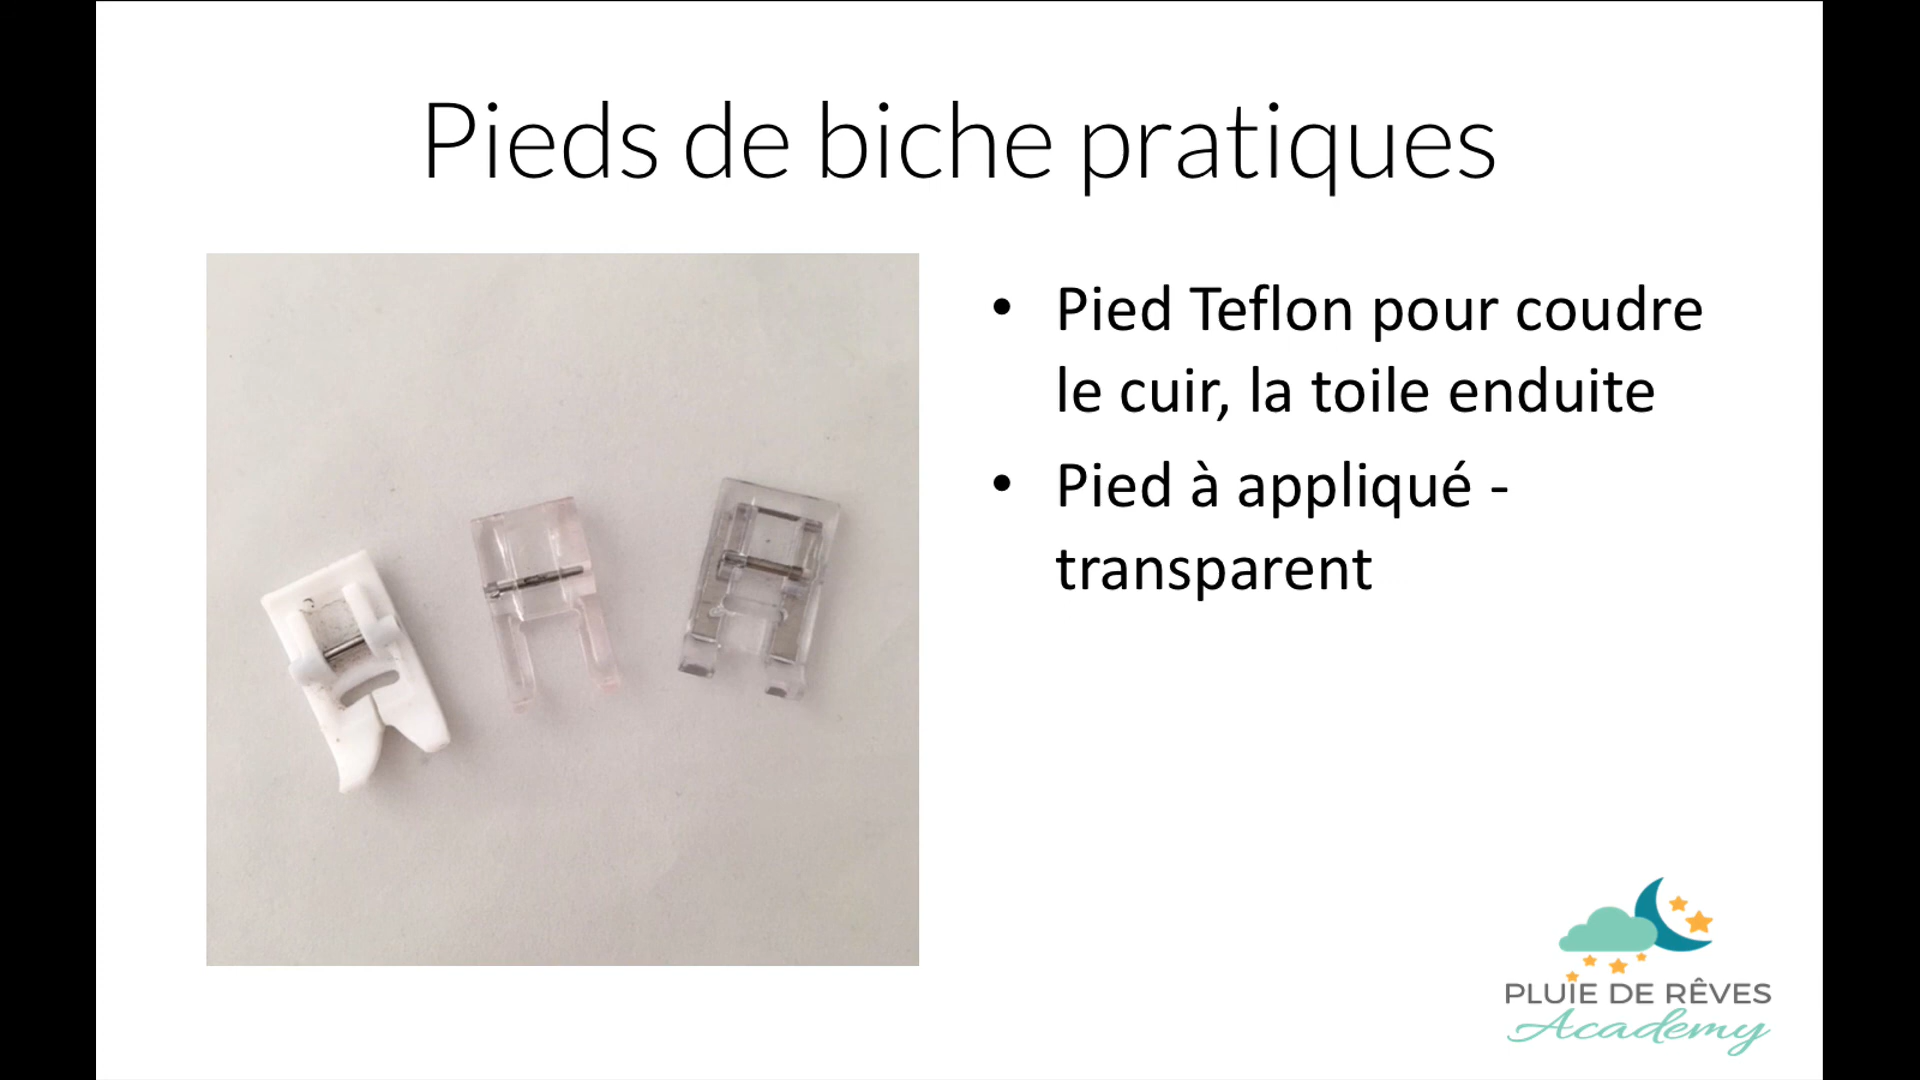 Pieds de biche pratiques
• Pied Teflon pour coudre
le cuir, la toile enduite
• Pied à appliqué -
transparent
PLUIE DE RÊVES
Academy